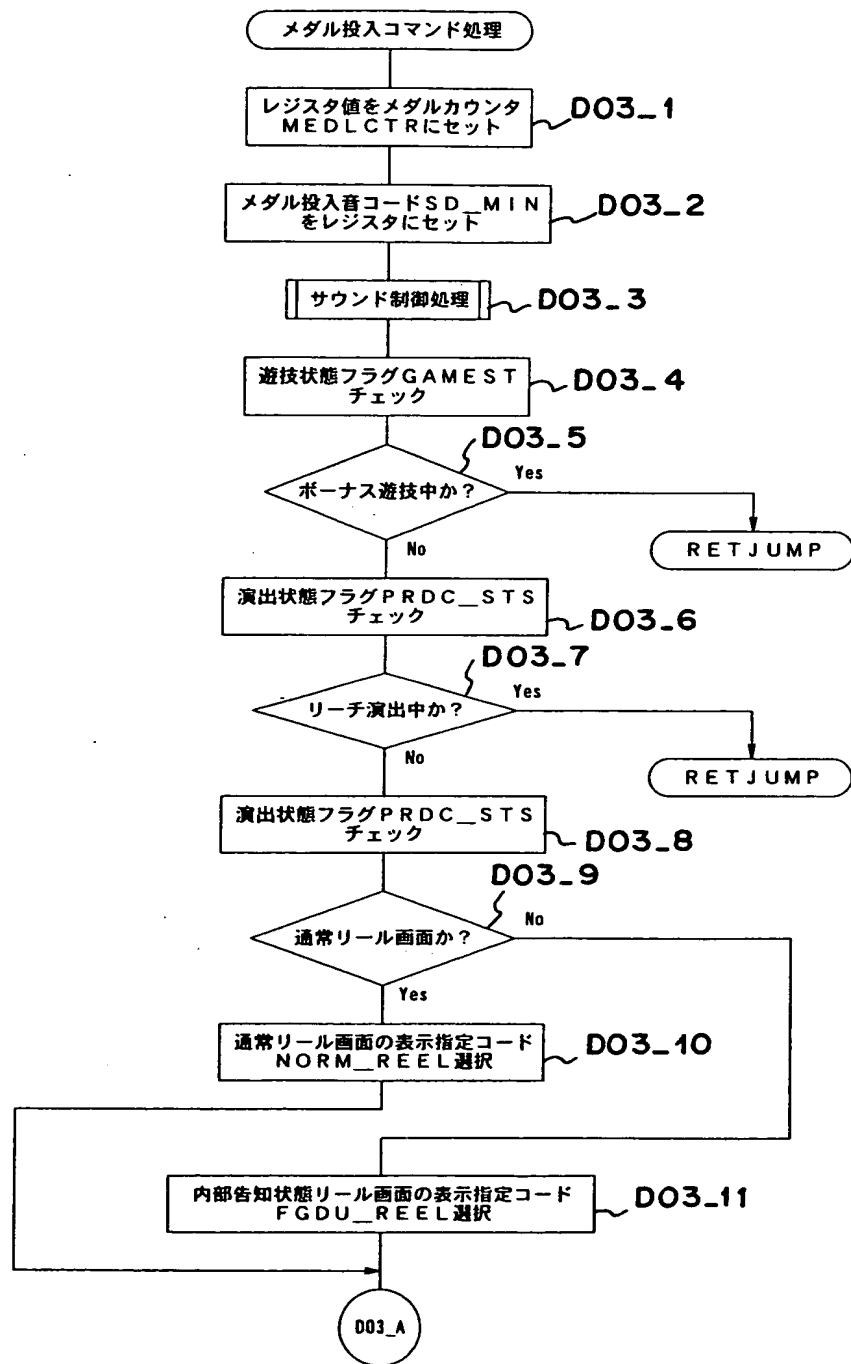 メダル投入コマンド処理
レジスタ値をメダルカウンタ
MEDLCTRにセット
D03_1
メダル投入音コードSD_MIN
をレジスタにセット
D03_2
サウンド制御処理
D03_3
遊技状態フラグGAMEST
チェック
D03_4
D03_5
ボーナス遊技中か?
Yes
RETJUMP
No
演出状態フラグPRDC_STS
チェック
D03_6
D03_7
リーチ演出中か?
Yes
RETJUMP
No
演出状態フラグPRDC_STS
チェック
D03_8
D03_9
通常リール画面か?
No
Yes
通常リール画面の表示指定コード
NORM_REEL選択
D03_10
内部告知状態リール画面の表示指定コード
FGDU_REEL選択
D03_11
D03_A